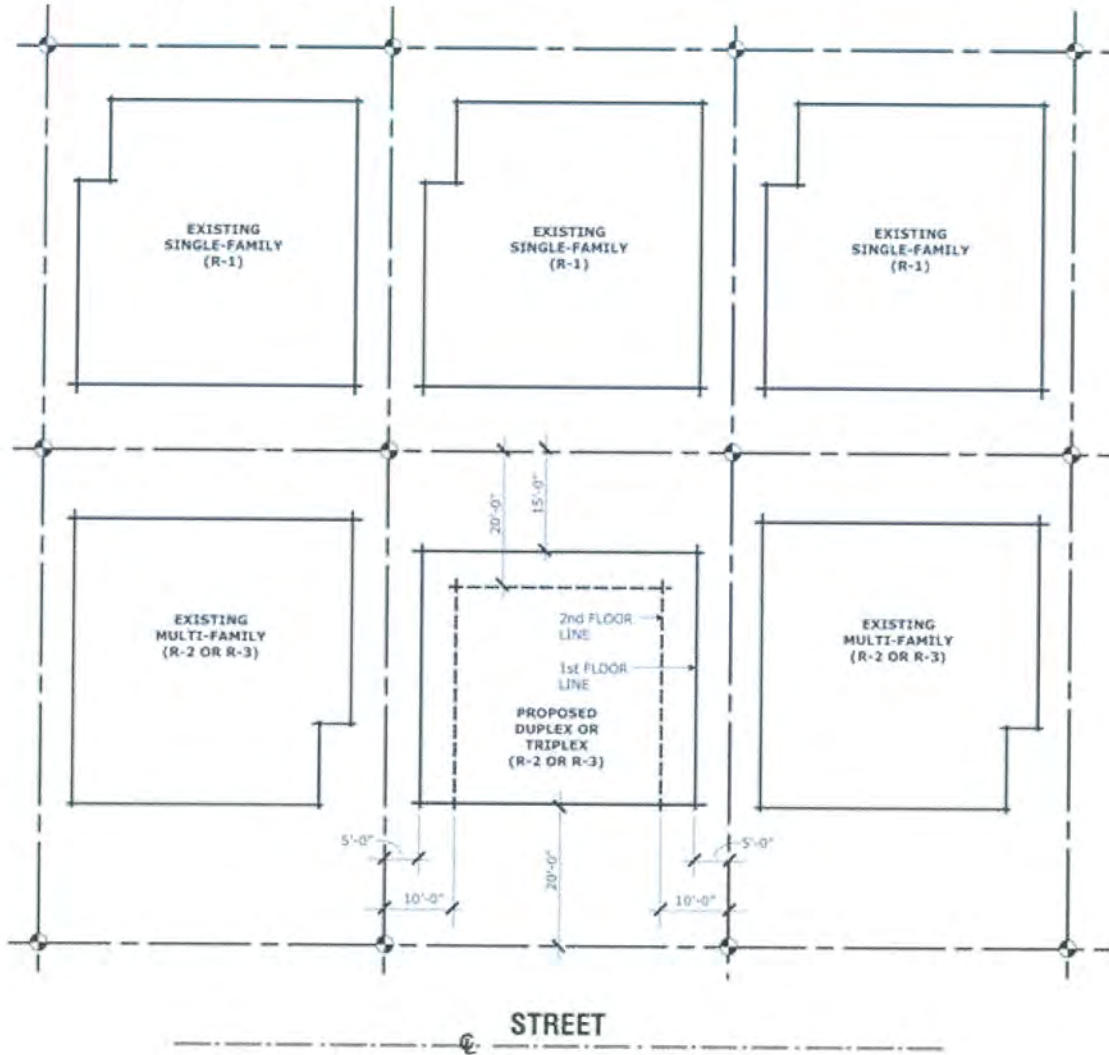 EXISTING
SINGLE-FAMILY
(R-1)
EXISTING
SINGLE-FAMILY
(R-1)
EXISTING
SINGLE-FAMILY
(R-1)
20'-0"
15'-0"
EXISTING
MULTI-FAMILY
(R-2 OR R-3)
2nd FLOOR
LINE
1st FLOOR
LINE
PROPOSED
DUPLEX OR
TRIPLEX
(R-2 OR R-3)
EXISTING
MULTI-FAMILY
(R-2 OR R-3)
5'-0"
20'-0"
5'-0"
10'-0"
10'-0"
STREET
℄